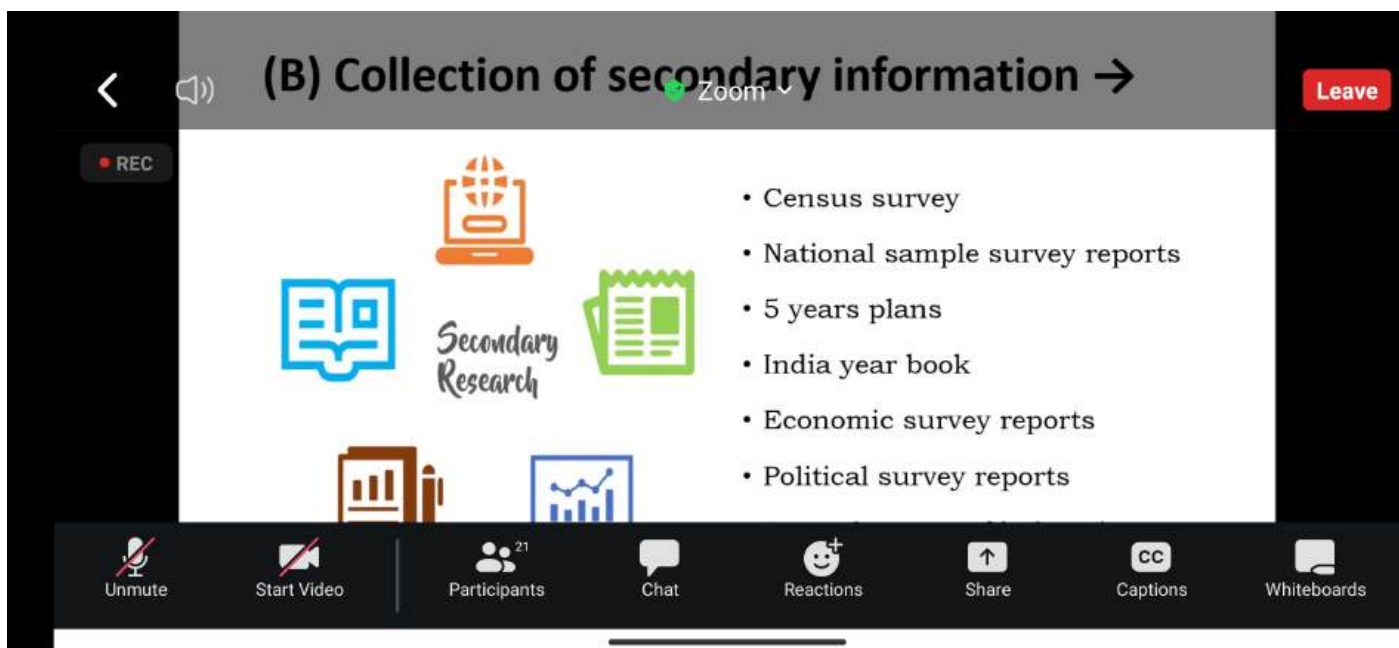 (B) Collection of secondary information →
Zoom
Leave
REC
• Census survey
• National sample survey reports
• 5 years plans
• India year book
• Economic survey reports
• Political survey reports
Secondary
Research
21
Unmute
Start Video
Participants
Chat
Reactions
Share
CC
Captions
Whiteboards